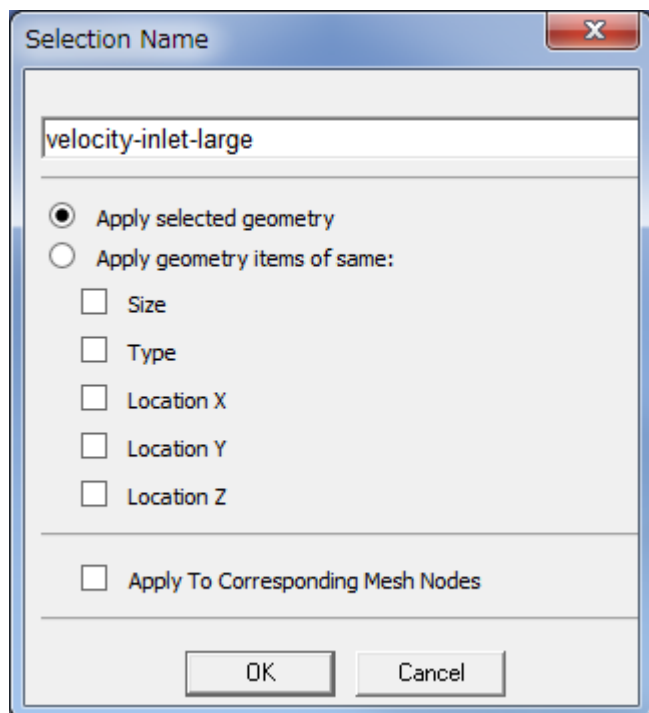 Selection Name
velocity-inlet-large
Apply selected geometry
Apply geometry items of same:
Size
Type
Location X
Location Y
Location Z
Apply To Corresponding Mesh Nodes
OK Cancel